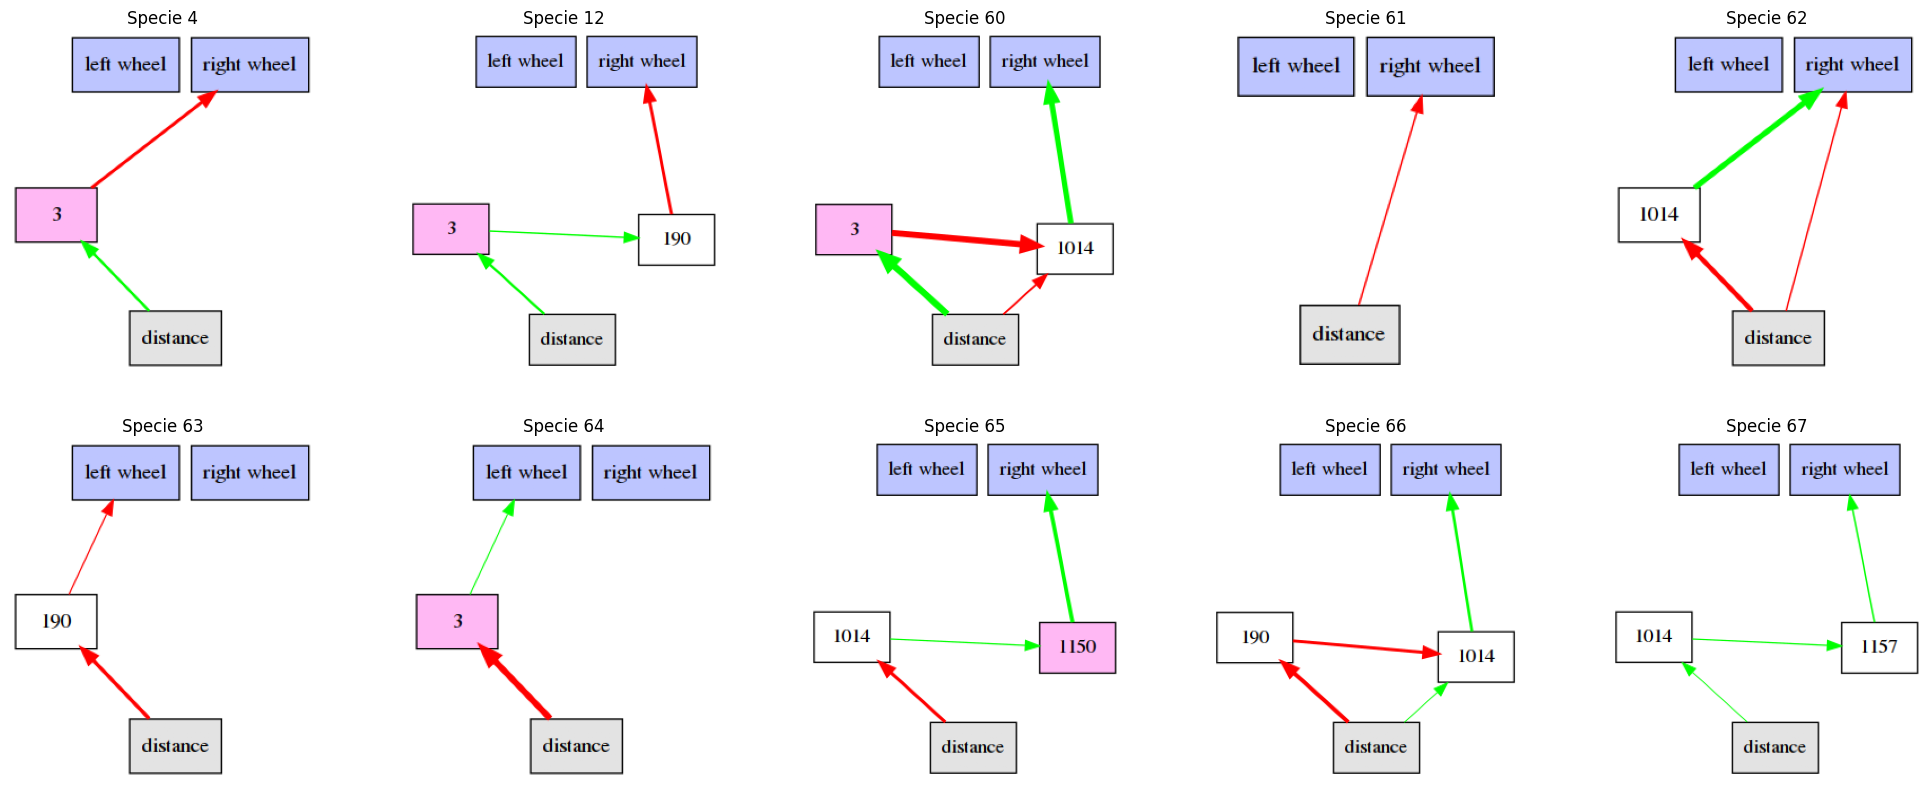 Specie 4
left wheel
right wheel
3
distance
Specie 12
left wheel
right wheel
3
190
distance
Specie 60
left wheel
right wheel
3
1014
distance
Specie 61
left wheel
right wheel
distance
Specie 62
left wheel
right wheel
1014
distance
Specie 63
left wheel
right wheel
190
distance
Specie 64
left wheel
right wheel
3
distance
Specie 65
left wheel
right wheel
1014
1150
distance
Specie 66
left wheel
right wheel
190
1014
distance
Specie 67
left wheel
right wheel
1014
1157
distance